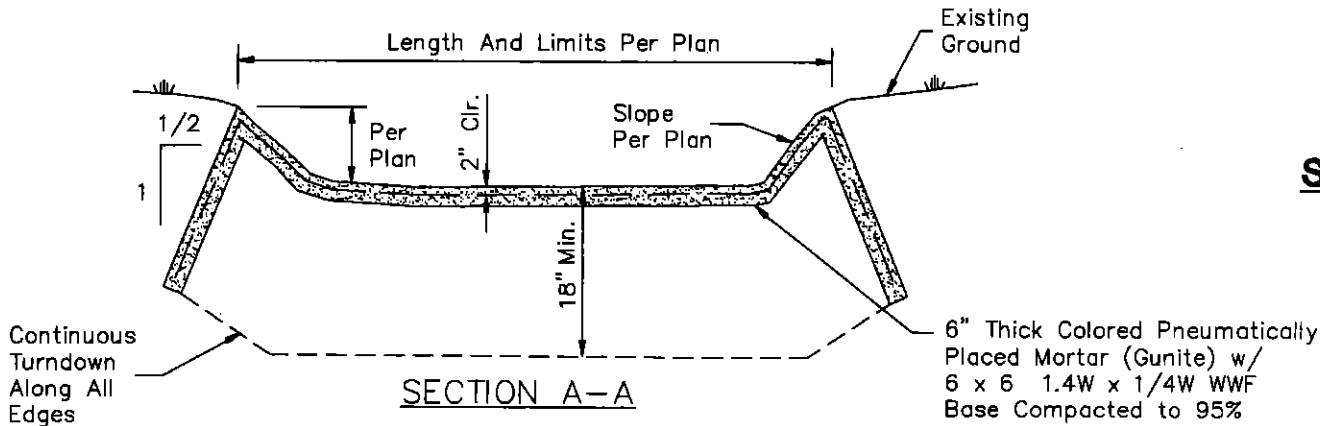 Length And Limits Per Plan
Existing
Ground
1/2
1
Per
Plan
2" Clr.
Slope
Per Plan
S
18" Min.
Continuous
Turndown
Along All
Edges
6" Thick Colored Pneumatically
Placed Mortar (Gunite) w/
6 x 6 1.4W x 1/4W WWF
Base Compacted to 95%
SECTION A-A